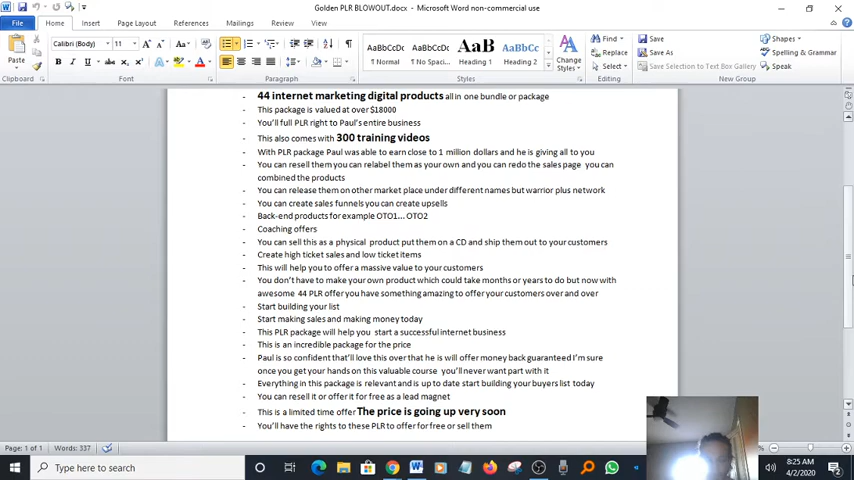 Golden PLR BLOWOUT.docx - Microsoft Word non-commercial use
File
Home
Insert
Page Layout
References
Mailings
Review
View
Paste
Calibri (Body)
11
B I U
AaBbCcDc
¶ Normal
AaBbCcDc
¶ No Spaci...
AaB
Heading 1
AaBbCc
Heading 2
Change
Styles
Find
Replace
Select
Save
Save As
Save Selection to Text Box Gallery
Spelling & Grammar
Speak
Clipboard
Font
Paragraph
Styles
Editing
New Group
- 44 internet marketing digital products all in one bundle or package
- This package is valued at over $18000
- You'll full PLR right to Paul's entire business
- This also comes with 300 training videos
- With PLR package Paul was able to earn close to 1 million dollars and he is giving all to you
- You can resell them you can relabel them as your own and you can redo the sales page you can
combined the products
- You can release them on other market place under different names but warrior plus network
- You can create sales funnels you can create upsells
- Back-end products for example OTO1... OTO2
- Coaching offers
- You can sell this as a physical product put them on a CD and ship them out to your customers
- Create high ticket sales and low ticket items
- This will help you to offer a massive value to your customers
- You don't have to make your own product which could take months or years to do but now with
awesome 44 PLR offer you have something amazing to offer your customers over and over
- Start building your list
- Start making sales and making money today
- This PLR package will help you start a successful internet business
- This is an incredible package for the price
- Paul is so confident that'll love this over that he is will offer money back guaranteed I'm sure
once you get your hands on this valuable course you'll never want part with it
- Everything in this package is relevant and is up to date start building your buyers list today
- You can resell it or offer it for free as a lead magnet
- This is a limited time offer The price is going up very soon
- You'll have the rights to these PLR to offer for free or sell them
Page: 1 of 1
Words: 337
Type here to search
8:25 AM
4/2/2020